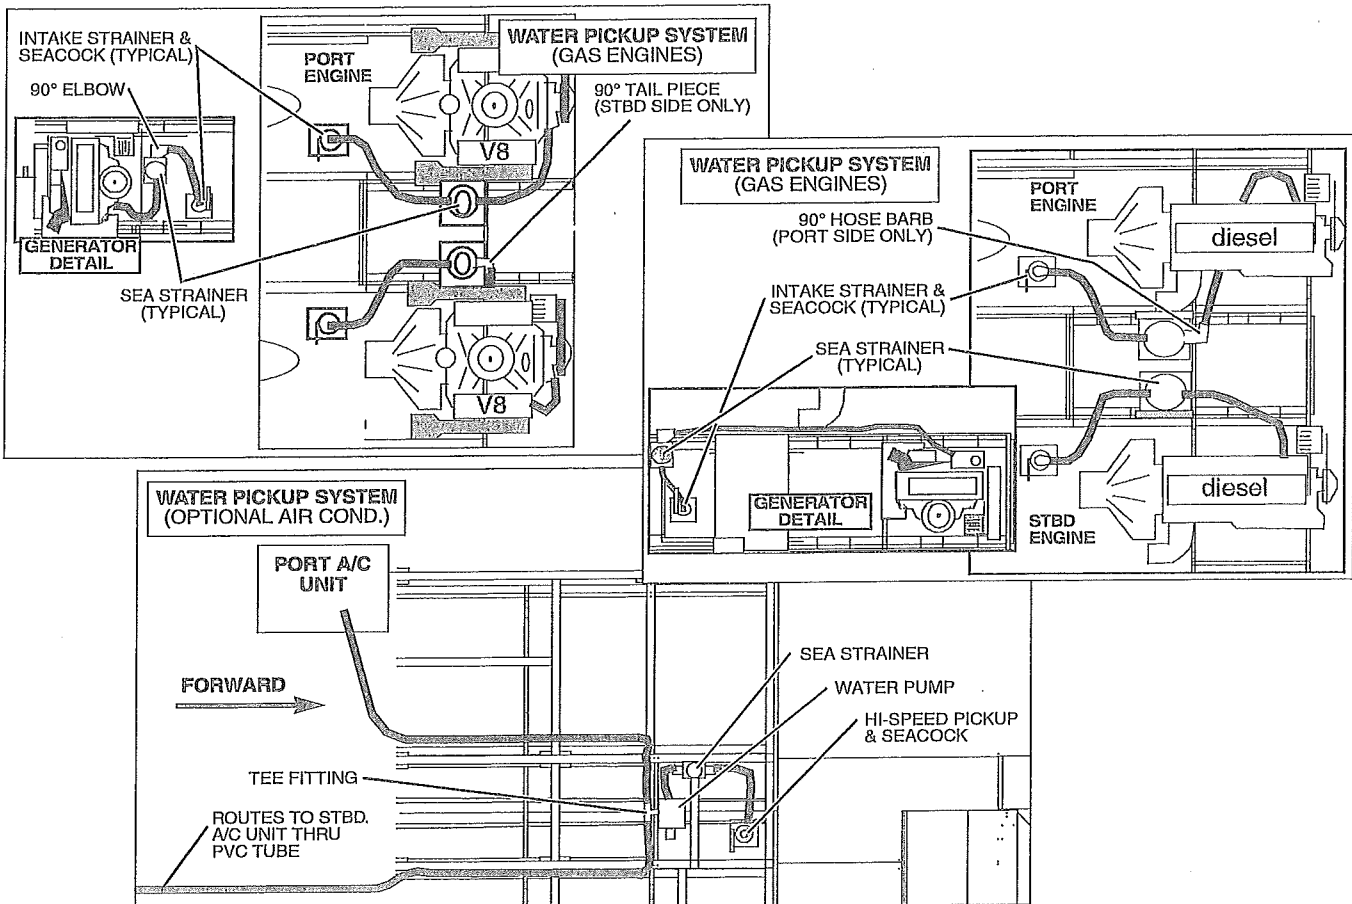 INTAKE STRAINER &
SEACOCK (TYPICAL)
90° ELBOW
GENERATOR
DETAIL
SEA STRAINER
(TYPICAL)
WATER PICKUP SYSTEM
(GAS ENGINES)
PORT
ENGINE
90° TAIL PIECE
(STBD SIDE ONLY)
V8
V8
WATER PICKUP SYSTEM
(GAS ENGINES)
PORT
ENGINE
90° HOSE BARB
(PORT SIDE ONLY)
diesel
INTAKE STRAINER &
SEACOCK (TYPICAL)
SEA STRAINER
(TYPICAL)
GENERATOR
DETAIL
diesel
STBD
ENGINE
WATER PICKUP SYSTEM
(OPTIONAL AIR COND.)
PORT A/C
UNIT
FORWARD
SEA STRAINER
WATER PUMP
HI-SPEED PICKUP
& SEACOCK
TEE FITTING
ROUTES TO STBD.
A/C UNIT THRU
PVC TUBE